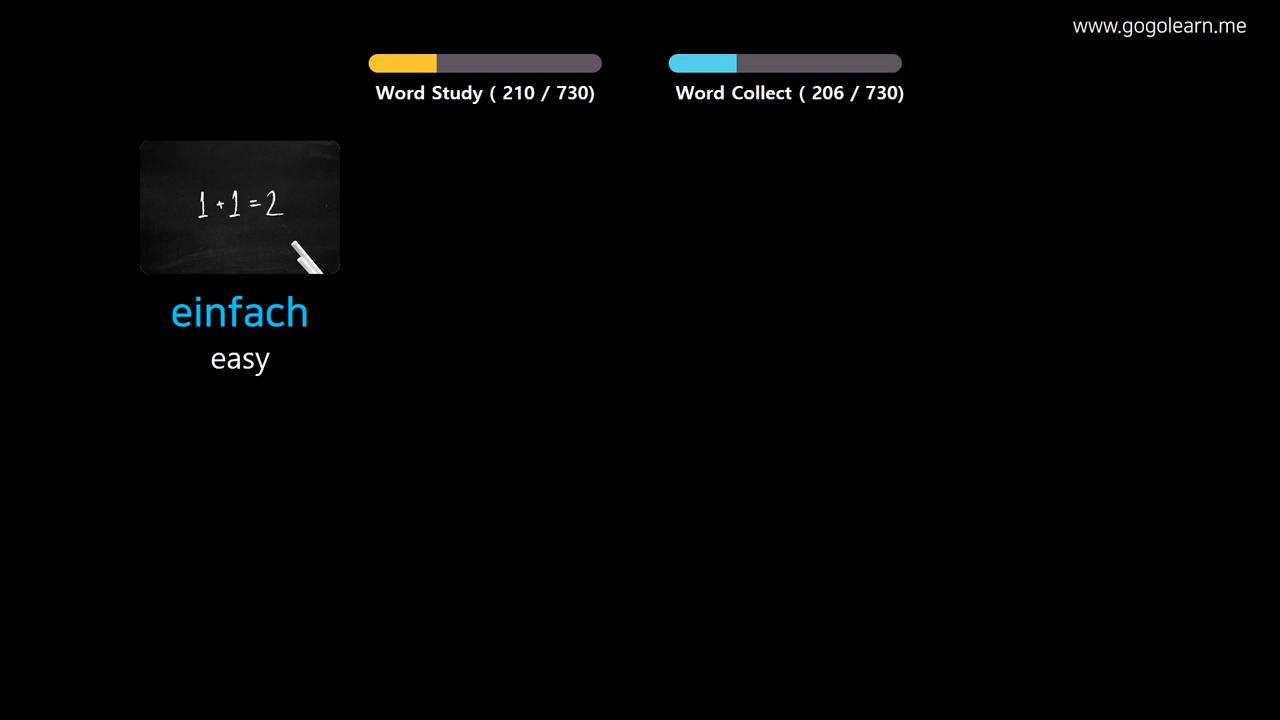 www.gogolearn.me
Word Study ( 210 / 730)
Word Collect ( 206 / 730)
1 + 1 = 2
einfach
easy